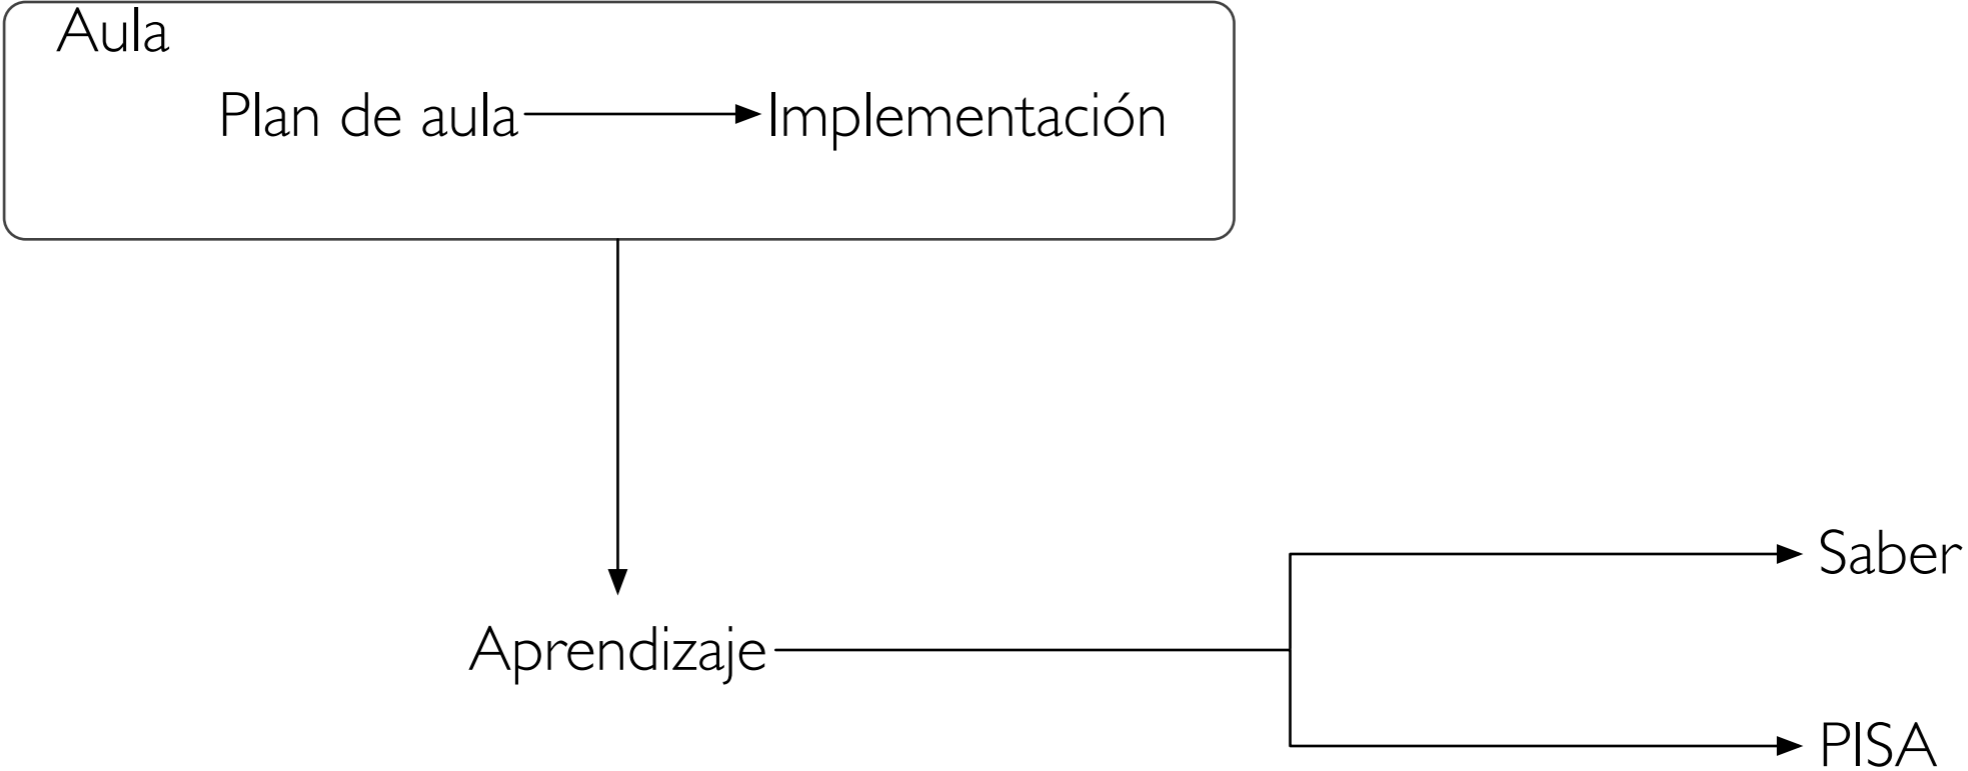 Aula
Plan de aula
Implementación
Saber
Aprendizaje
PISA